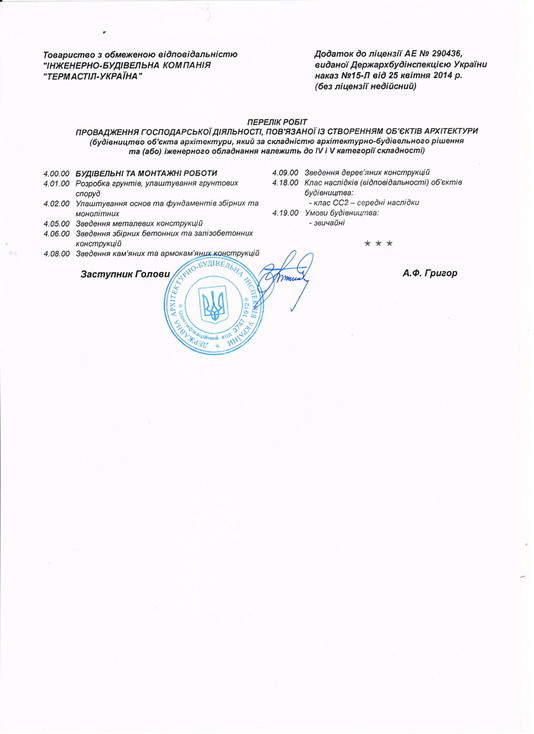 Товариство з обмеженою відповідальністю
"ІНЖЕНЕРНО-БУДІВЕЛЬНА КОМПАНІЯ
"ТЕРМАСТІЛ-УКРАЇНА"
Додаток до ліцензії АЕ № 290436,
виданої Держархбудінспекцією України
наказ №15-Л від 25 квітня 2014 р.
(без ліцензії недійсний)
ПЕРЕЛІК РОБІТ
ПРОВАДЖЕННЯ ГОСПОДАРСЬКОЇ ДІЯЛЬНОСТІ, ПОВ'ЯЗАНОЇ ІЗ СТВОРЕННЯМ ОБ'ЄКТІВ АРХІТЕКТУРИ
(будівництво об'єкта архітектури, який за складністю архітектурно-будівельного рішення
та (або) іженерного обладнання належить до IV і V категорії складності)
4.00.00 БУДІВЕЛЬНІ ТА МОНТАЖНІ РОБОТИ
4.01.00 Розробка грунтів, улаштування грунтових
споруд
4.02.00 Улаштування основ та фундаментів збірних та
монолітних
4.05.00 Зведення металевих конструкцій
4.06.00 Зведення збірних бетонних та залізобетонних
конструкцій
4.08.00 Зведення кам'яних та армокам'яних конструкцій
4.09.00 Зведення дерев'яних конструкцій
4.18.00 Клас наслідків (відповідальності) об'єктів
будівництва:
- клас СС2 – середні наслідки
4.19.00 Умови будівництва:
- звичайні
* * *
Заступник Голови
А.Ф. Григор
ДЕРЖАВНА АРХІТЕКТУРНО-БУДІВЕЛЬНА ІНСПЕКЦІЯ УКРАЇНИ
ідентифікаційний код 37471912